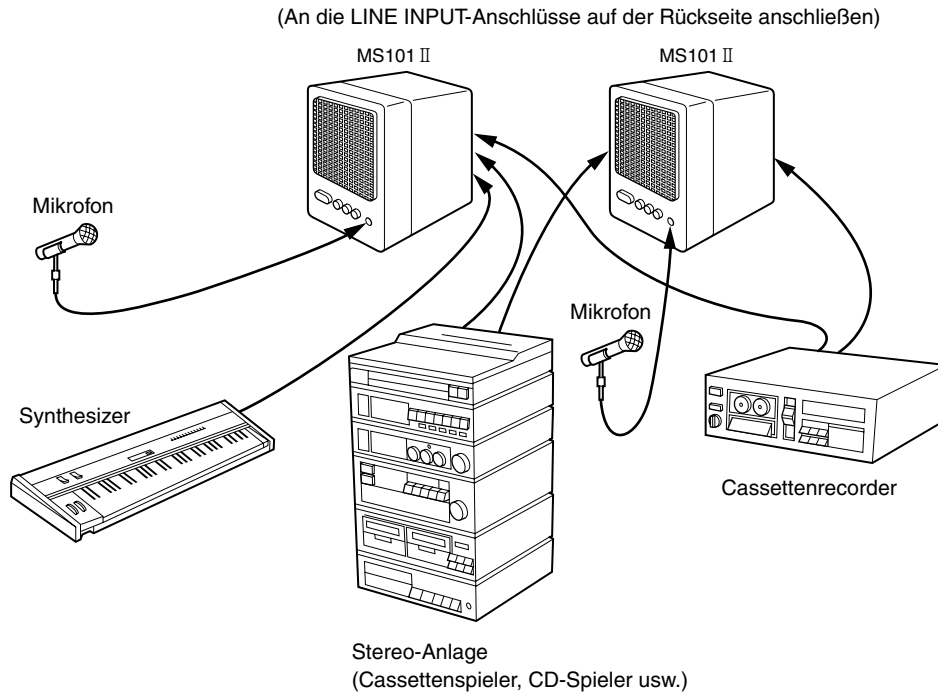 (An die LINE INPUT-Anschlüsse auf der Rückseite anschließen)
MS101 II
MS101 II
Mikrofon
Mikrofon
Synthesizer
Cassettenrecorder
Stereo-Anlage
(Cassettenspieler, CD-Spieler usw.)